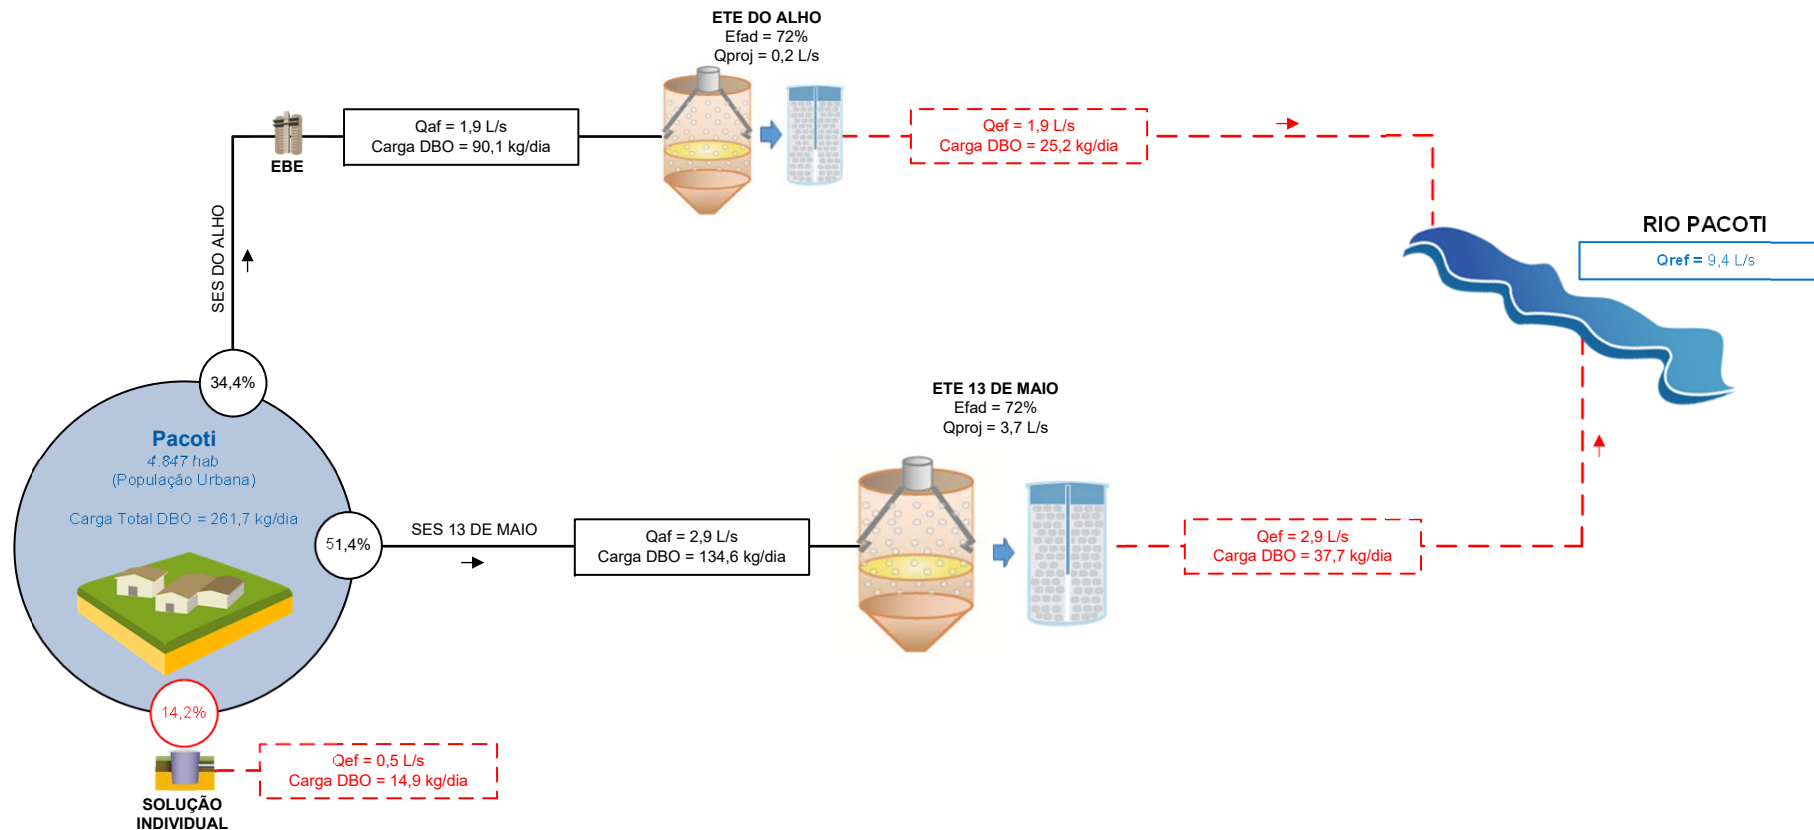 ETE DO ALHO
Efad = 72%
Qproj = 0,2 L/s
EBE
Qaf = 1,9 L/s
Carga DBO = 90,1 kg/dia
Qef = 1,9 L/s
Carga DBO = 25,2 kg/dia
SES DO ALHO
RIO PACOTI
Qref = 9,4 L/s
34,4%
Pacoti
4.847 hab
(População Urbana)
Carga Total DBO = 261,7 kg/dia
51,4%
SES 13 DE MAIO
Qaf = 2,9 L/s
Carga DBO = 134,6 kg/dia
ETE 13 DE MAIO
Efad = 72%
Qproj = 3,7 L/s
Qef = 2,9 L/s
Carga DBO = 37,7 kg/dia
14,2%
Qef = 0,5 L/s
Carga DBO = 14,9 kg/dia
SOLUÇÃO
INDIVIDUAL